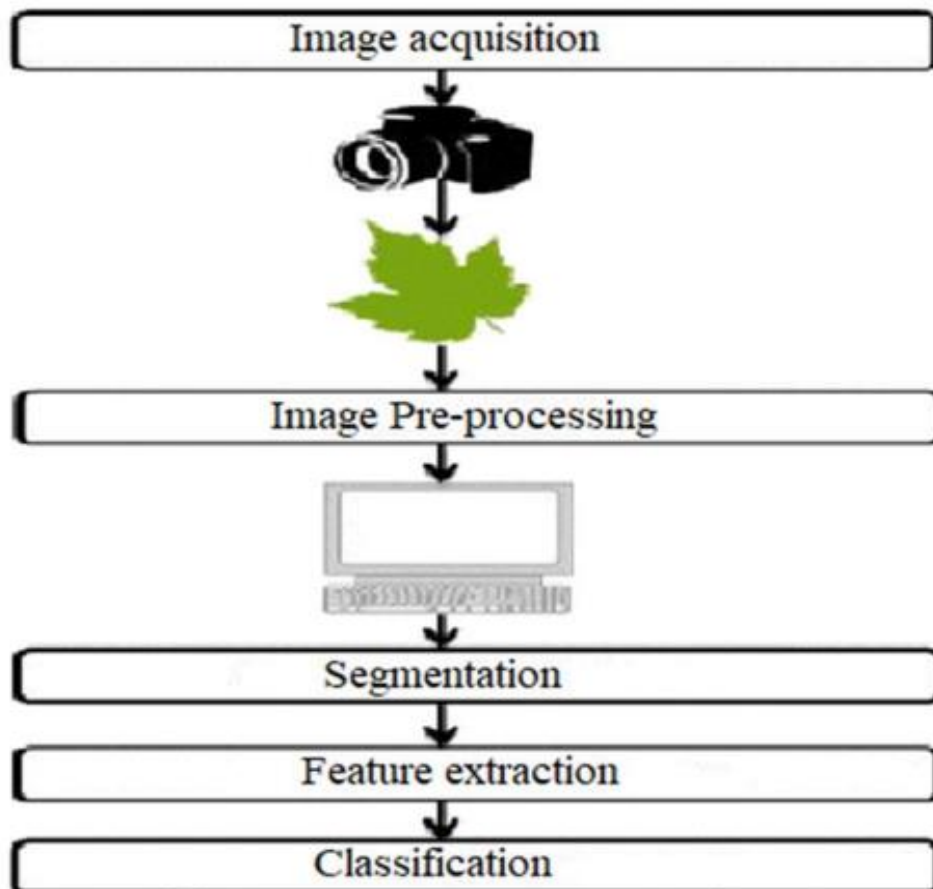 Image acquisition
Image Pre-processing
Segmentation
Feature extraction
Classification